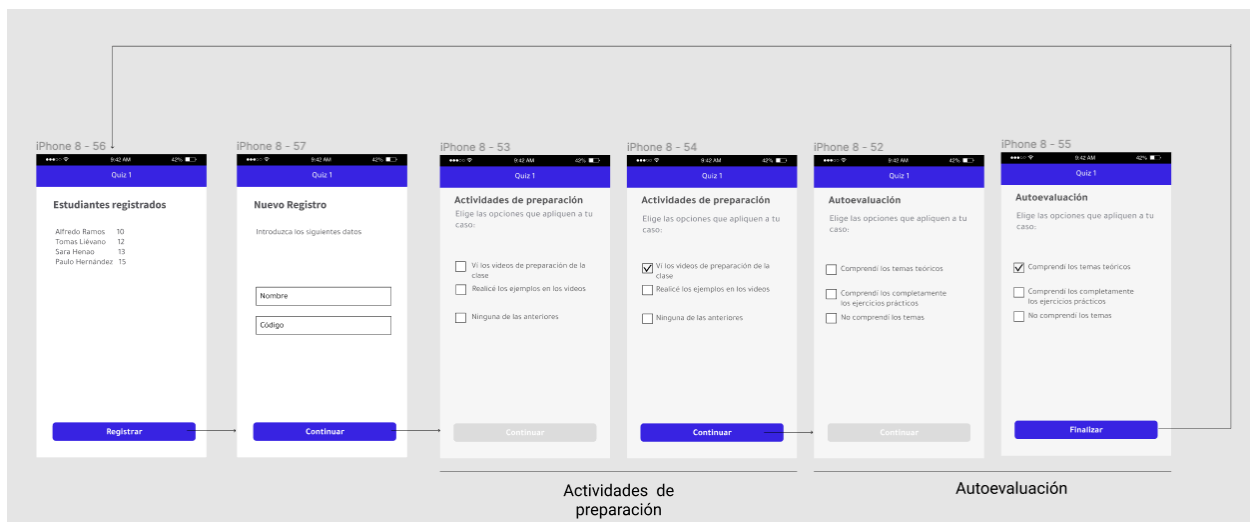 iPhone 8 - 56
9:42 AM
42%
Quiz 1
Estudiantes registrados
Alfredo Ramos 10
Tomas Liévano 12
Sara Henao 13
Paulo Hernández 15
Registrar
iPhone 8 - 57
9:42 AM
42%
Quiz 1
Nuevo Registro
Introduzca los siguientes datos
Nombre
Código
Continuar
iPhone 8 - 53
9:42 AM
42%
Quiz 1
Actividades de preparación
Elige las opciones que apliquen a tu
caso:
Ví los videos de preparación de la
clase
Realicé los ejemplos en los videos
Ninguna de las anteriores
Continuar
iPhone 8 - 54
9:42 AM
42%
Quiz 1
Actividades de preparación
Elige las opciones que apliquen a tu
caso:
Ví los videos de preparación de la
clase
Realicé los ejemplos en los videos
Ninguna de las anteriores
Continuar
Actividades de
preparación
iPhone 8 - 52
9:42 AM
42%
Quiz 1
Autoevaluación
Elige las opciones que apliquen a tu
caso:
Comprendí los temas teóricos
Comprendí los completamente
los ejercicios prácticos
No comprendí los temas
Continuar
iPhone 8 - 55
9:42 AM
42%
Quiz 1
Autoevaluación
Elige las opciones que apliquen a tu
caso:
Comprendí los temas teóricos
Comprendí los completamente
los ejercicios prácticos
No comprendí los temas
Finalizar
Autoevaluación